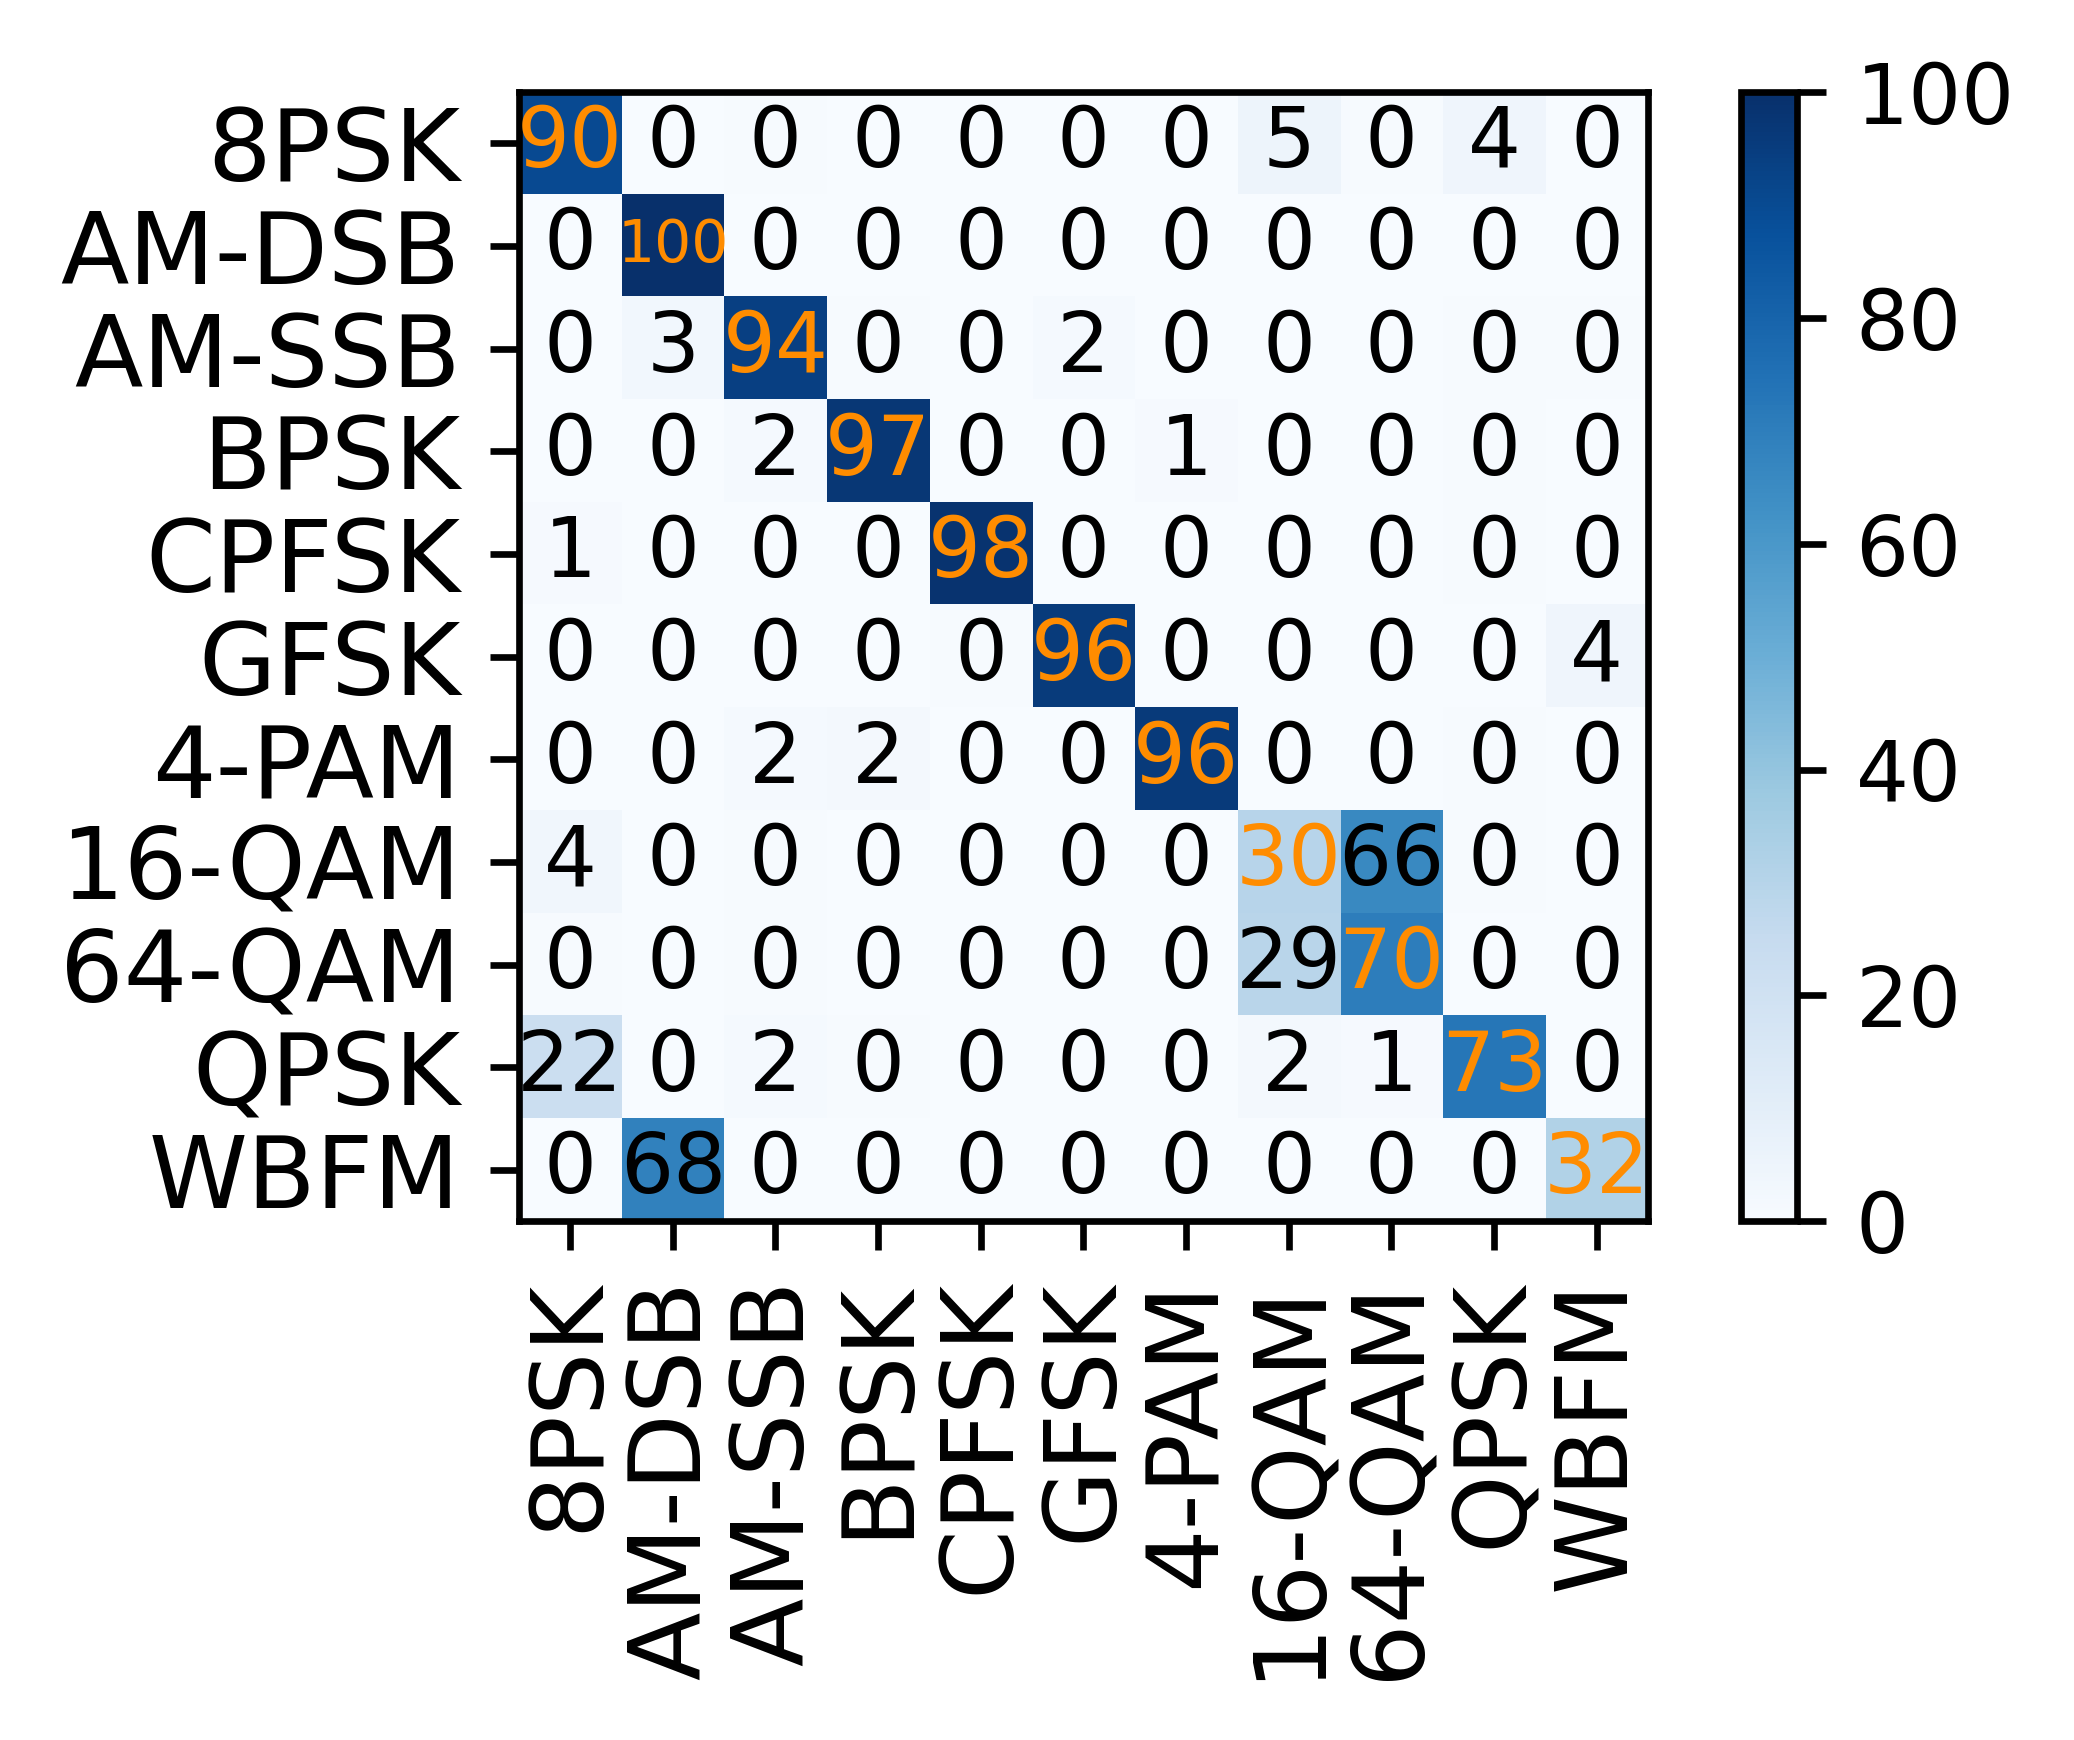 8PSK 90 0 0 0 0 0 0 5 0 4 0
AM-DSB 0 100 0 0 0 0 0 0 0 0 0
AM-SSB 0 3 94 0 0 2 0 0 0 0 0
BPSK 0 0 2 97 0 0 1 0 0 0 0
CPFSK 1 0 0 0 98 0 0 0 0 0 0
GFSK 0 0 0 0 0 96 0 0 0 0 4
4-PAM 0 0 2 2 0 0 96 0 0 0 0
16-QAM 4 0 0 0 0 0 0 30 66 0 0
64-QAM 0 0 0 0 0 0 0 29 70 0 0
QPSK 22 0 2 0 0 0 0 2 1 73 0
WBFM 0 68 0 0 0 0 0 0 0 0 32
8PSK
AM-DSB
AM-SSB
BPSK
CPFSK
GFSK
4-PAM
16-QAM
64-QAM
QPSK
WBFM
100
80
60
40
20
0